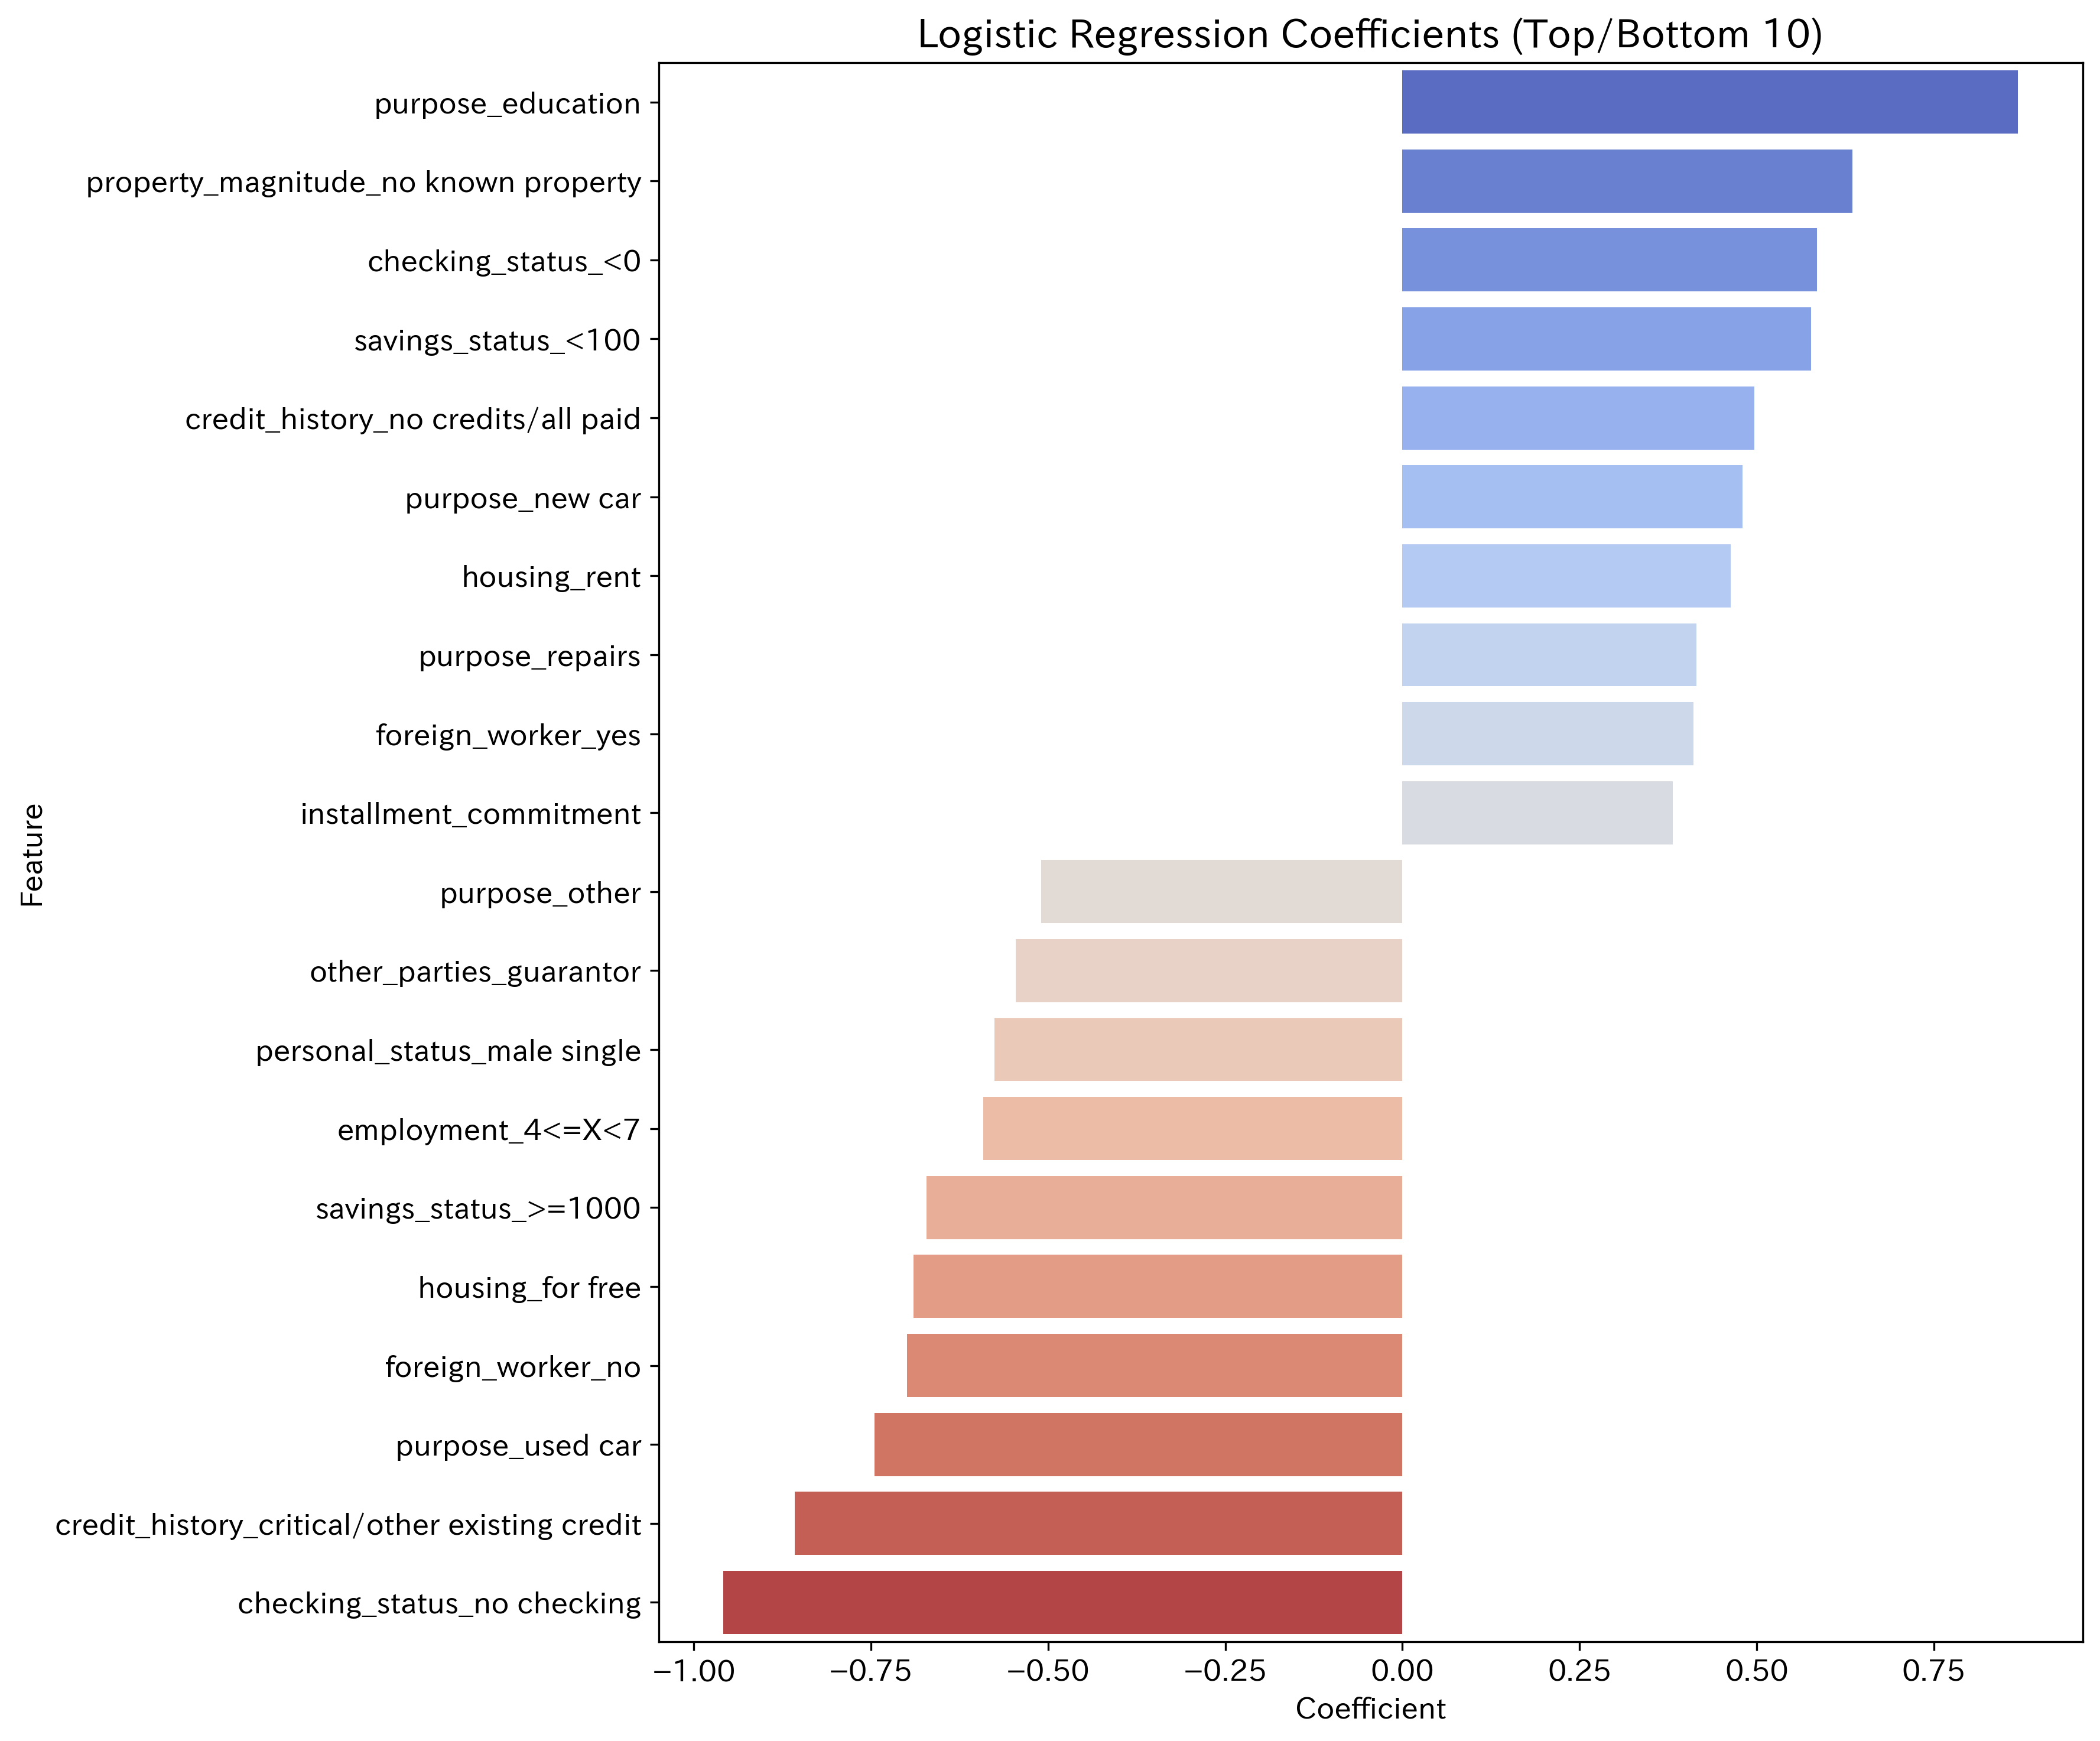 Logistic Regression Coefficients (Top/Bottom 10)
purpose_education
property_magnitude_no known property
checking_status_<0
savings_status_<100
credit_history_no credits/all paid
purpose_new car
housing_rent
purpose_repairs
foreign_worker_yes
installment_commitment
purpose_other
other_parties_guarantor
personal_status_male single
employment_4<=X<7
savings_status_>=1000
housing_for free
foreign_worker_no
purpose_used car
credit_history_critical/other existing credit
checking_status_no checking
Feature
−1.00 −0.75 −0.50 −0.25 0.00 0.25 0.50 0.75
Coefficient